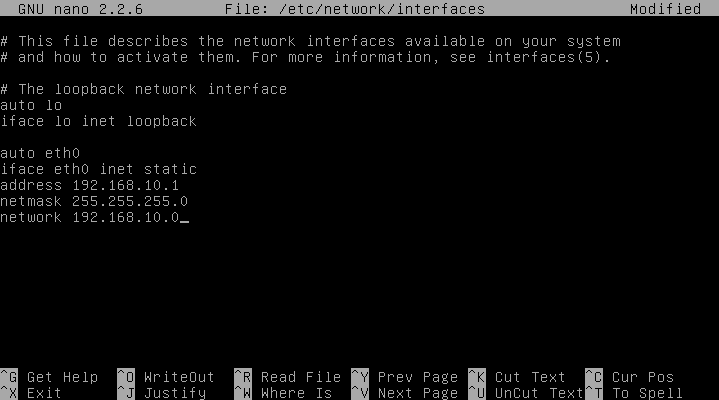 GNU nano 2.2.6 File: /etc/network/interfaces Modified
# This file describes the network interfaces available on your system
# and how to activate them. For more information, see interfaces(5).
# The loopback network interface
auto lo
iface lo inet loopback
auto eth0
iface eth0 inet static
address 192.168.10.1
netmask 255.255.255.0
network 192.168.10.0_
^G Get Help ^O WriteOut ^R Read File ^Y Prev Page ^K Cut Text ^C Cur Pos
^X Exit ^J Justify ^W Where Is ^V Next Page ^U UnCut Text ^T To Spell